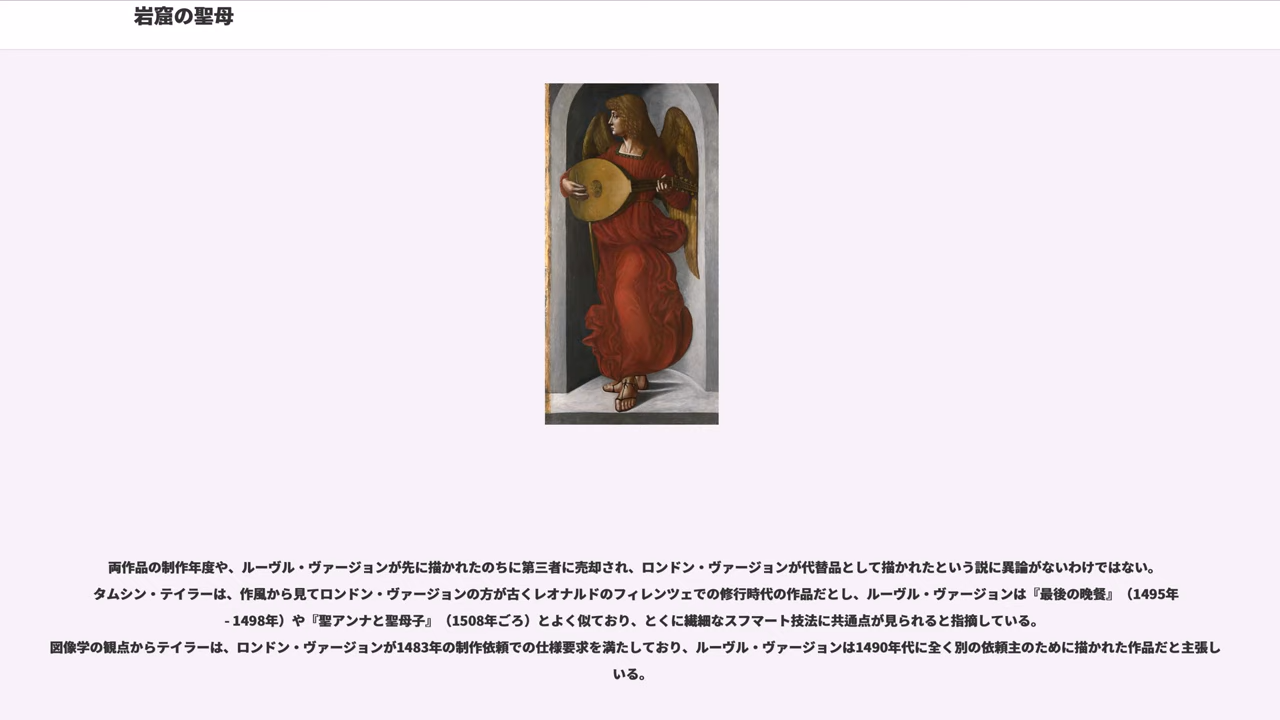 岩窟の聖母
両作品の制作年度や、ルーヴル・ヴァージョンが先に描かれたのちに第三者に売却され、ロンドン・ヴァージョンが代替品として描かれたという説に異論がないわけではない。
タムシン・テイラーは、作風から見てロンドン・ヴァージョンの方が古くレオナルドのフィレンツェでの修行時代の作品だとし、ルーヴル・ヴァージョンは『最後の晩餐』（1495年
- 1498年）や『聖アンナと聖母子』（1508年ごろ）とよく似ており、とくに繊細なスフマート技法に共通点が見られると指摘している。
図像学の観点からテイラーは、ロンドン・ヴァージョンが1483年の制作依頼での仕様要求を満たしており、ルーヴル・ヴァージョンは1490年代に全く別の依頼主のために描かれた作品だと主張し
いる。